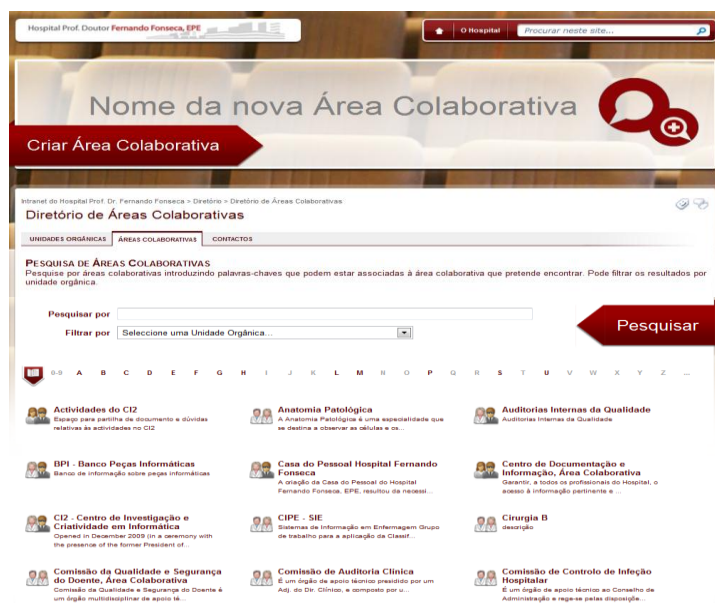 Hospital Prof. Doutor Fernando Fonseca, EPE
O Hospital
Procurar neste site...
Nome da nova Área Colaborativa
Criar Área Colaborativa
Intranet do Hospital Prof. Dr. Fernando Fonseca > Diretório > Diretório de Áreas Colaborativas
Diretório de Áreas Colaborativas
UNIDADES ORGÂNICAS ÁREAS COLABORATIVAS CONTACTOS
PESQUISA DE ÁREAS COLABORATIVAS
Pesquise por áreas colaborativas introduzindo palavras-chaves que podem estar associadas à área colaborativa que pretende encontrar. Pode filtrar os resultados por
unidade orgânica.
Pesquisar por
Filtrar por Seleccione uma Unidade Orgânica...
Pesquisar
0-9 A B C D E F G H I J K L M N O P Q R S T U V W X Y Z ...
Actividades do CI2
Espaço para partilha de documento e dúvidas
relativas às actividades no CI2
Anatomia Patológica
A Anatomia Patológica é uma especialidade que
se destina a observar as células e os...
Auditorias Internas da Qualidade
Auditorias Internas da Qualidade
BPI - Banco Peças Informáticas
Banco de informação sobre peças informáticas
Casa do Pessoal Hospital Fernando
Fonseca
A criação da Casa do Pessoal do Hospital
Fernando Fonseca, EPE, resultou da necessi...
Centro de Documentação e
Informação, Área Colaborativa
Garantir, a todos os profissionais do Hospital, o
acesso à informação pertinente e ...
CI2 - Centro de Investigação e
Criatividade em Informática
Opened in December 2009 (in a ceremony with
the presence of the former President of...
CIPE - SIE
Sistemas de Informação em Enfermagem Grupo
de trabalho para a aplicação da Classif...
Cirurgia B
descrição
Comissão da Qualidade e Segurança
do Doente, Área Colaborativa
Comissão da Qualidade e Segurança do Doente é
um órgão multidisciplinar de apoio té...
Comissão de Auditoria Clínica
É um órgão de apoio técnico presidido por um
Adj. do Dir. Clínico, e composto por u...
Comissão de Controlo de Infeção
Hospitalar
É um órgão de apoio técnico ao Conselho de
Administração e rege-se pelas disposiçõe...